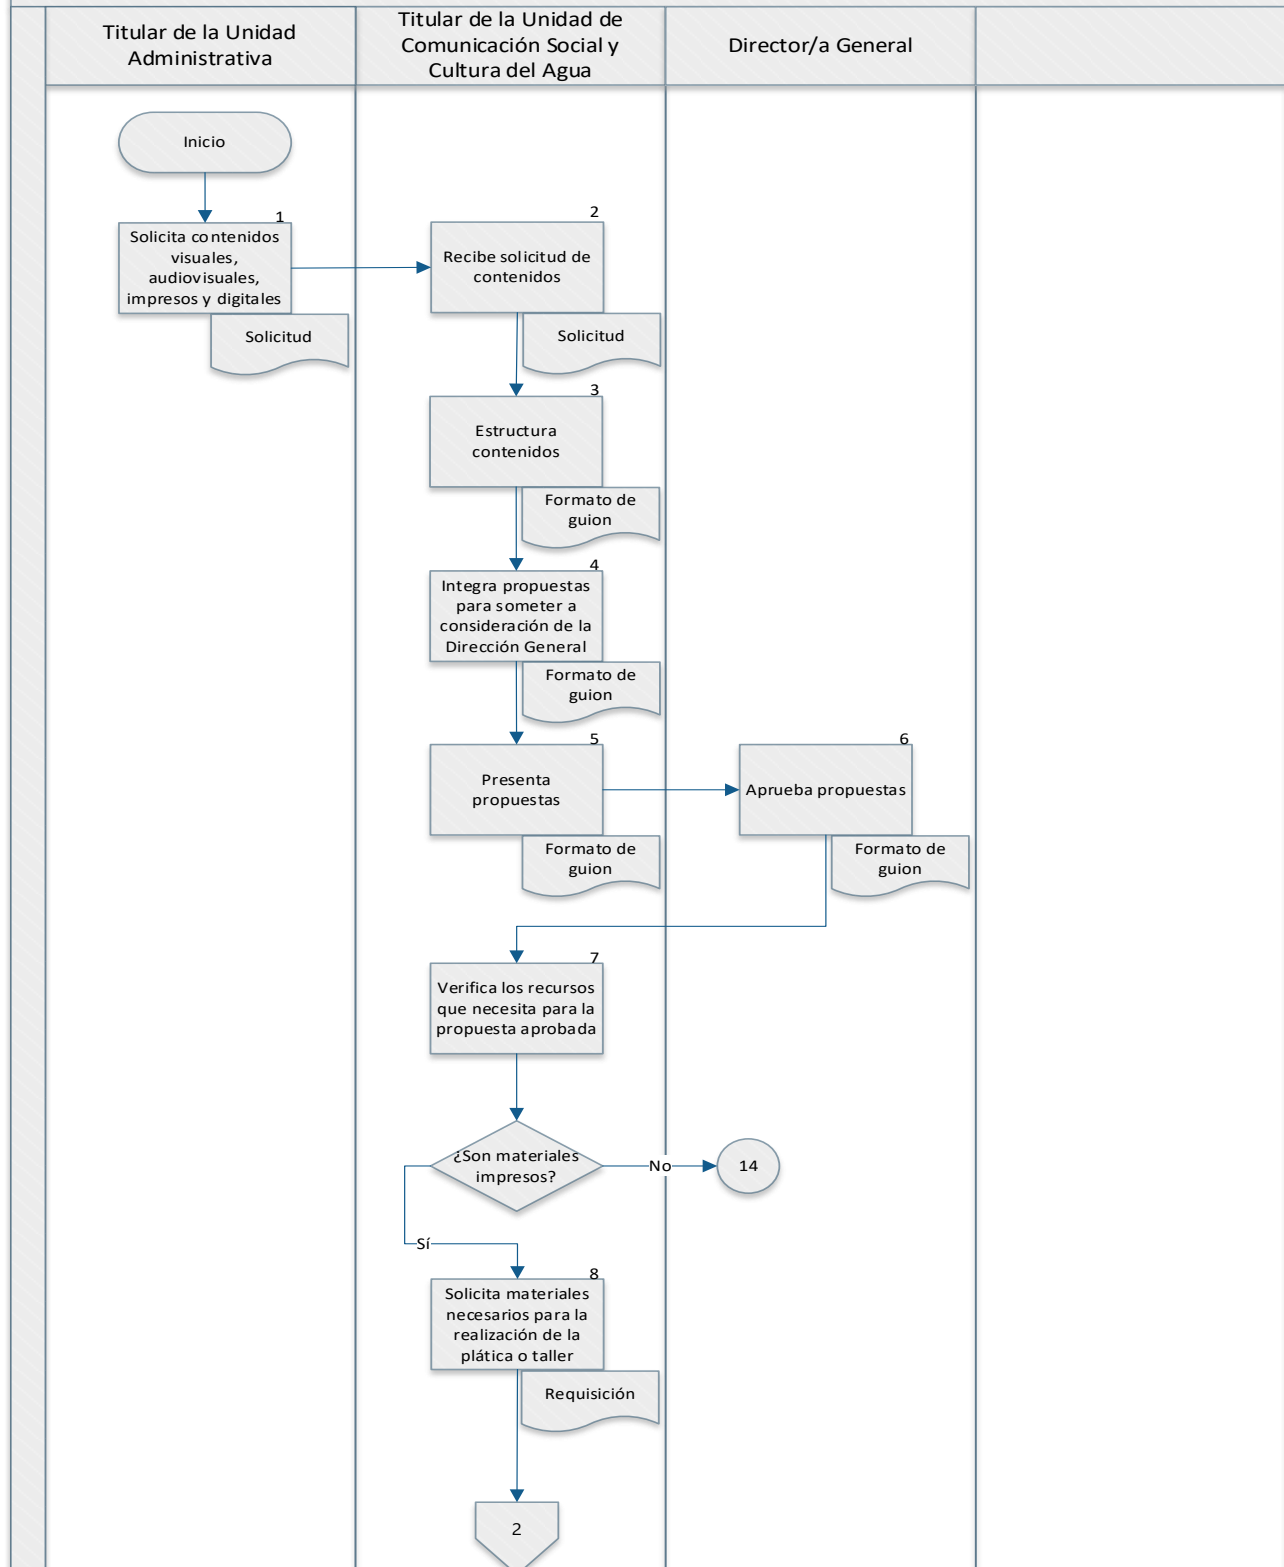 Titular de la Unidad
Administrativa
Titular de la Unidad de
Comunicación Social y
Cultura del Agua
Director/a General
Inicio
1
Solicita contenidos
visuales,
audiovisuales,
impresos y digitales
Solicitud
2
Recibe solicitud de
contenidos
Solicitud
3
Estructura
contenidos
Formato de
guion
4
Integra propuestas
para someter a
consideración de la
Dirección General
Formato de
guion
5
Presenta
propuestas
Formato de
guion
6
Aprueba propuestas
Formato de
guion
7
Verifica los recursos
que necesita para la
propuesta aprobada
¿Son materiales
impresos?
No
14
Sí
8
Solicita materiales
necesarios para la
realización de la
plática o taller
Requisición
2